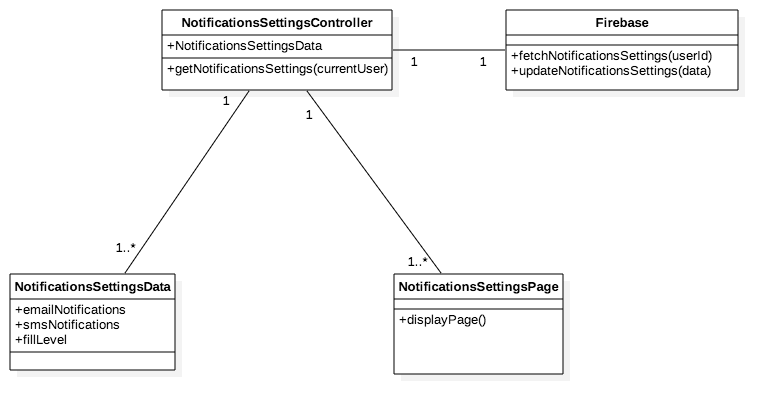 NotificationsSettingsController
+NotificationsSettingsData
+getNotificationsSettings(currentUser)
Firebase
+fetchNotificationsSettings(userId)
+updateNotificationsSettings(data)
1
1
1
1
1..*
1..*
NotificationsSettingsData
+emailNotifications
+smsNotifications
+fillLevel
NotificationsSettingsPage
+displayPage()